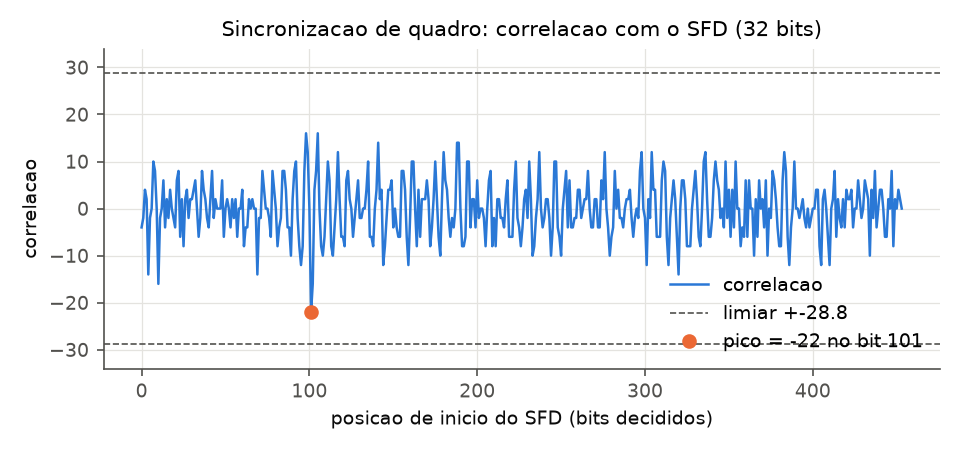 Sincronizacao de quadro: correlacao com o SFD (32 bits)
correlacao
30
20
10
0
−10
−20
−30
correlacao
limiar +-28.8
pico = -22 no bit 101
0 100 200 300 400
posicao de inicio do SFD (bits decididos)